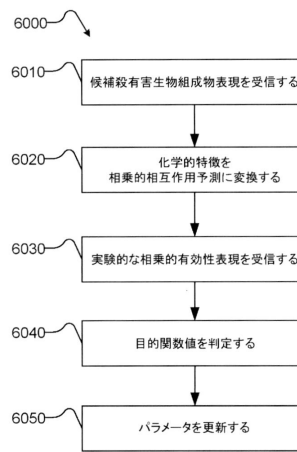 6000
6010
候補殺有害生物組成物表現を受信する
6020
化学的特徴を
相乗的相互作用予測に変換する
6030
実験的な相乗的有効性表現を受信する
6040
目的関数値を判定する
6050
パラメータを更新する